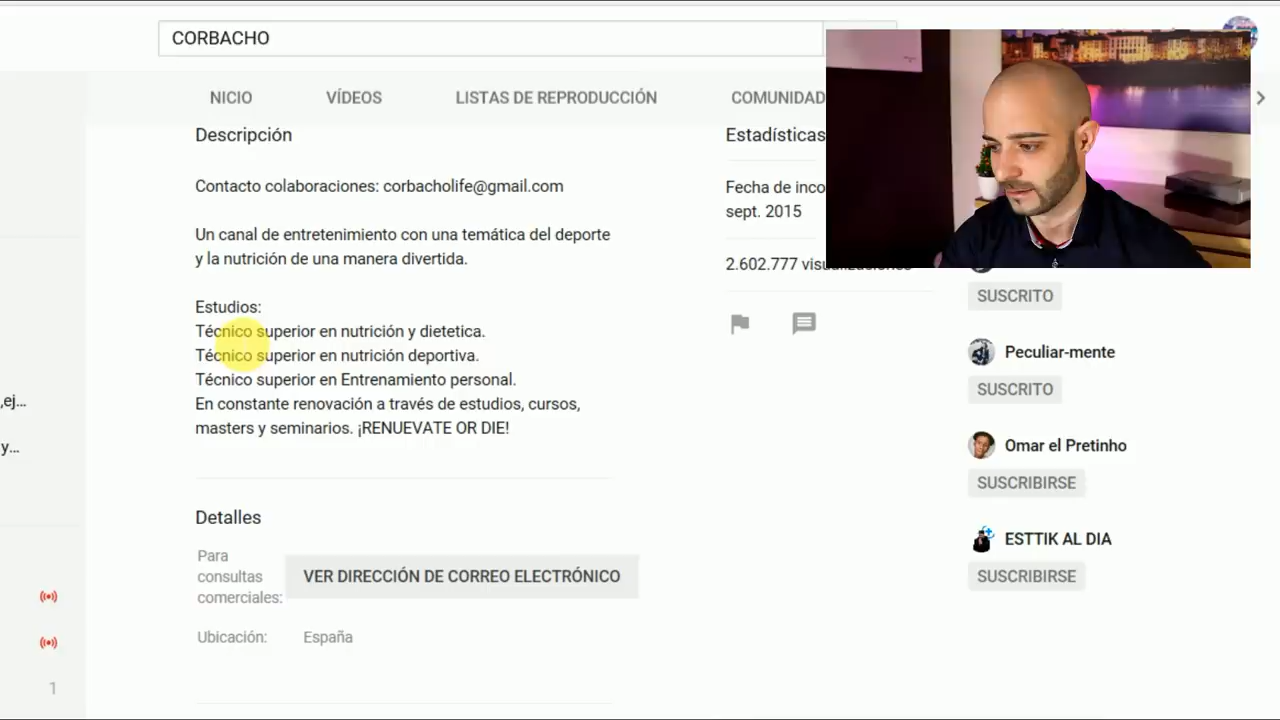 CORBACHO
NICIO
VÍDEOS
LISTAS DE REPRODUCCIÓN
COMUNIDAD
Descripción
Contacto colaboraciones: corbacholife@gmail.com
Un canal de entretenimiento con una temática del deporte
y la nutrición de una manera divertida.
Estudios:
Técnico superior en nutrición y dietetica.
Técnico superior en nutrición deportiva.
Técnico superior en Entrenamiento personal.
En constante renovación a través de estudios, cursos,
masters y seminarios. ¡RENUEVATE OR DIE!
Detalles
Para
consultas
comerciales:
VER DIRECCIÓN DE CORREO ELECTRÓNICO
Ubicación:
España
Estadísticas
Fecha de inco
sept. 2015
2.602.777 visualizaciones
SUSCRITO
Peculiar-mente
SUSCRITO
Omar el Pretinho
SUSCRIBIRSE
ESTTIK AL DIA
SUSCRIBIRSE
,ej...
y...
1